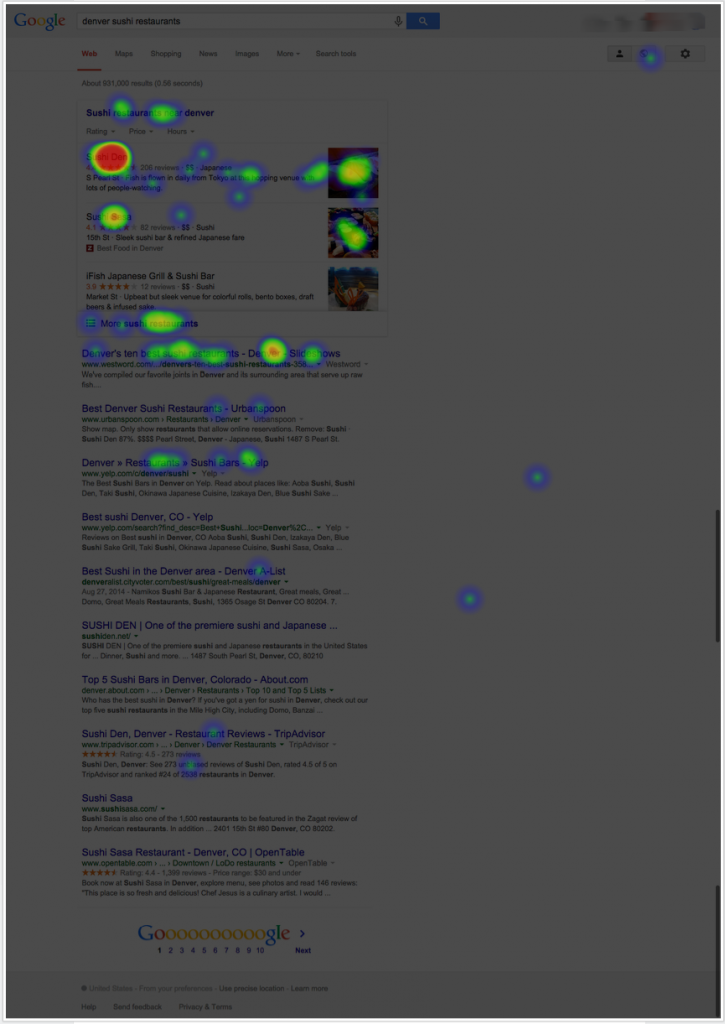 Google
denver sushi restaurants
Web Maps Shopping News Images More Search tools
About 931,000 results (0.56 seconds)
Sushi restaurants near denver
Rating Price Hours
Sushi Den
206 reviews · $$ · Japanese
S Pearl St · Fish is flown in daily from Tokyo at this hopping venue w
lots of people-watching.
Sushi Sasa
4.1 82 reviews · $$ · Sushi
15th St · Sleek sushi bar & refined Japanese fare
Z Best Food in Denver
iFish Japanese Grill & Sushi Bar
3.9 12 reviews · $$ · Sushi
Market St · Upbeat but sleek venue for colorful rolls, bento boxes, draft
beers & infused sake.
More sushi restaurants
Denver's ten best sushi restaurants - Denver - Slideshows
www.westword.com/.../denvers-ten-best-sushi-restaurants-358... Westword
We've compiled our favorite joints in Denver and its surrounding area that serve up raw
fish....
Best Denver Sushi Restaurants - Urbanspoon
www.urbanspoon.com › Restaurants › Denver Urbanspoon
Show map. Only show restaurants that allow online reservations. Remove: Sushi ·
Sushi Den 87%. $$$$ Pearl Street, Denver - Japanese, Sushi 1487 S Pearl St.
Denver » Restaurants » Sushi Bars - Yelp
www.yelp.com/c/denver/sushi Yelp
The Best Sushi Bars in Denver on Yelp. Read about places like: Aoba Sushi, Sushi
Den, Taki Sushi, Okinawa Japanese Cuisine, Izakaya Den, Blue Sushi Sake ...
Best sushi Denver, CO - Yelp
www.yelp.com/search?find_desc=Best+Sushi...loc=Denver%2C... Yelp
Reviews on Best sushi in Denver, CO Aoba Sushi, Sushi Den, Izakaya Den, Blue
Sushi Sake Grill, Taki Sushi, Okinawa Japanese Cuisine, Sushi Sasa, Osaka ...
Best Sushi in the Denver area - Denver A-List
denveralist.cityvoter.com/best/sushi/great-meals/denver
Aug 27, 2014 - Namikos Sushi Bar & Japanese Restaurant, Great meals, Great ...
Domo, Great Meals Restaurants, Sushi, 1365 Osage St Denver CO 80204. 7.
SUSHI DEN | One of the premiere sushi and Japanese ...
sushiden.net/
SUSHI DEN | One of the premiere sushi and Japanese restaurants in the United States
for ... Dinner, Sushi and more. ... 1487 South Pearl St, Denver, CO, 80210
Top 5 Sushi Bars in Denver, Colorado - About.com
denver.about.com › ... › Denver › Restaurants › Top 10 and Top 5 Lists
Who has the best sushi in Denver? If you've got a yen for sushi in Denver, check out our
top five sushi restaurants in the Mile High City, including Domo, Banzai ...
Sushi Den, Denver - Restaurant Reviews - TripAdvisor
www.tripadvisor.com › ... › Denver › Denver Restaurants TripAdvisor
Rating: 4.5 - 273 reviews
Sushi Den, Denver: See 273 unbiased reviews of Sushi Den, rated 4.5 of 5 on
TripAdvisor and ranked #24 of 2598 restaurants in Denver.
Sushi Sasa
www.sushisasa.com/
Sushi Sasa is also one of the 1,500 restaurants to be featured in the Zagat review of
top American restaurants. In addition ... 2401 15th St #80 Denver, CO 80202
Sushi Sasa Restaurant - Denver, CO | OpenTable
www.opentable.com › ... › Downtown / LoDo restaurants OpenTable
Rating: 4.4 - 1,399 reviews - Price range: $30 and under
Book now at Sushi Sasa in Denver, explore menu, see photos and read 146 reviews:
"This place is so fresh and delicious! Chef Jesus is a culinary artist. I would ...
Goooooooooogle
1 2 3 4 5 6 7 8 9 10 Next
United States - From your preferences - Use precise location - Learn more
Help Send feedback Privacy & Terms